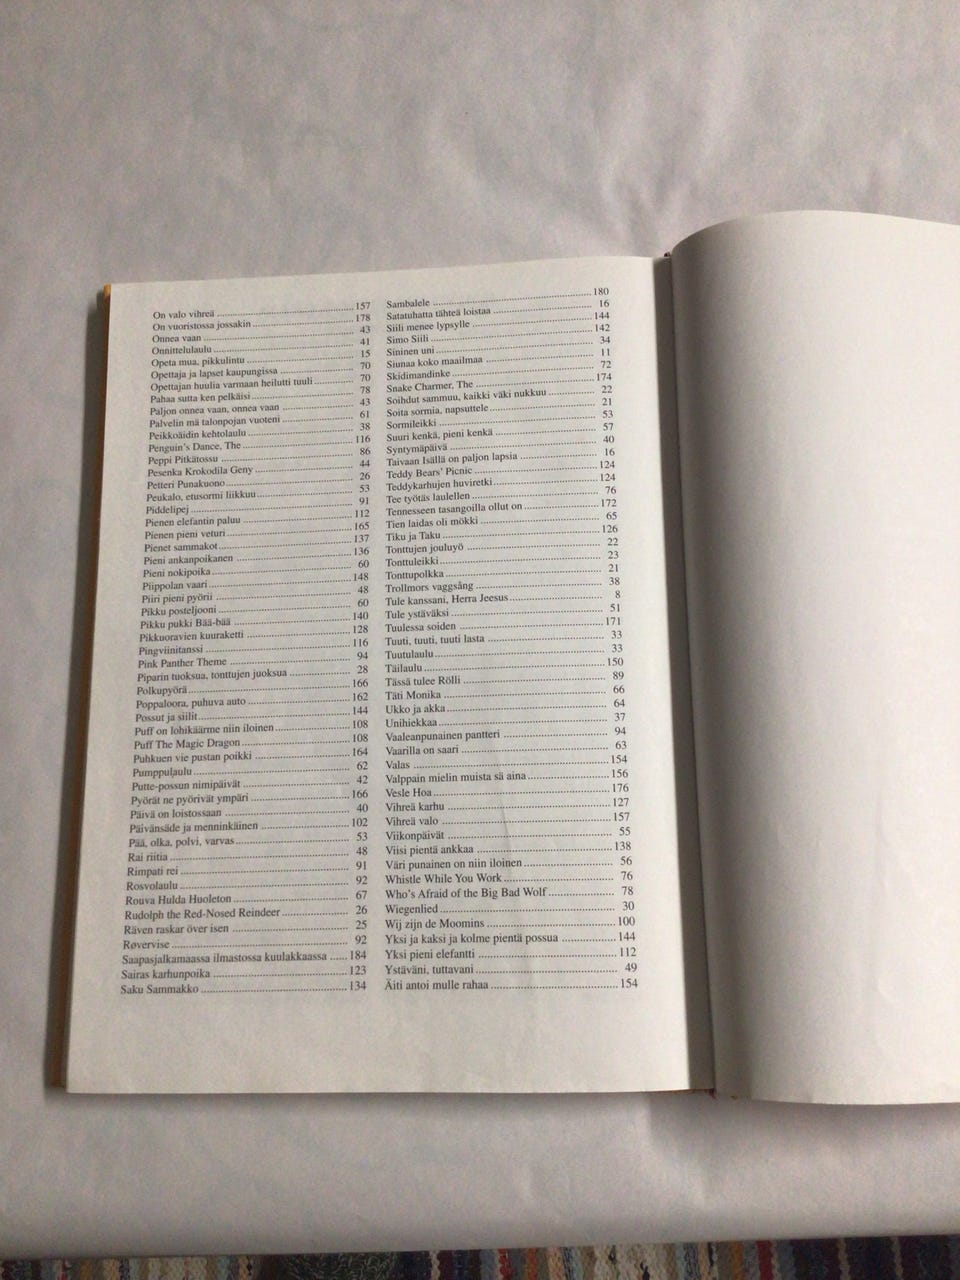 On valo vihreä 157
On vuoristossa jossakin 178
Onnea vaan 43
Onnittelulaulu 41
Opeta mua, pikkulintu 15
Opettaja ja lapset kaupungissa 70
Opettajan huulia varmaan heilutti tuuli 70
Pahaa sutta ken pelkäisi 78
Paljon onnea vaan, onnea vaan 43
Palvelin mä talonpojan vuoteni 61
Peikkoäidin kehtolaulu 38
Penguin's Dance, The 116
Peppi Pitkätossu 86
Pesenka Krokodila Geny 44
Petteri Punakuono 26
Peukalo, etusormi liikkuu 53
Piddelipej 91
Pienen elefantin paluu 112
Pienen pieni veturi 165
Pienet sammakot 137
Pieni ankanpoikanen 136
Pieni nokipoika 60
Piippolan vaari 148
Piiri pieni pyörii 48
Pikku posteljooni 60
Pikku pukki Bää-bää 140
Pikkuoravien kuuraketti 128
Pingviinitanssi 116
Pink Panther Theme 94
Piparin tuoksua, tonttujen juoksua 28
Polkupyörä 166
Poppaloora, puhuva auto 162
Possut ja siilit 144
Puff on lohikäärme niin iloinen 108
Puff The Magic Dragon 108
Puhkuen vie pustan poikki 164
Pumppulaulu 62
Putte-possun nimipäivät 42
Pyörät ne pyörivät ympäri 166
Päivä on loistossaan 40
Päivänsäde ja menninkäinen 102
Pää, olka, polvi, varvas 53
Rai riitia 48
Rimpati rei 91
Rosvolaulu 92
Rouva Hulda Huoleton 67
Rudolph the Red-Nosed Reindeer 26
Räven raskar över isen 25
Røvervise 92
Saapasjalkamaassa ilmastossa kuulakkaassa 184
Sairas karhunpoika 123
Saku Sammakko 134
Sambalele 180
Satatuhatta tähteä loistaa 16
Siili menee lypsylle 144
Simo Siili 142
Sininen uni 34
Siunaa koko maailmaa 11
Skidimandinke 72
Snake Charmer, The 174
Soihdut sammuu, kaikki väki nukkuu 22
Soita sormia, napsuttele 21
Sormileikki 53
Suuri kenkä, pieni kenkä 57
Syntymäpäivä 40
Taivaan Isällä on paljon lapsia 16
Teddy Bears' Picnic 124
Teddykarhujen huviretki 124
Tee työtäs laulellen 76
Tennesseen tasangoilla ollut on 172
Tien laidas oli mökki 65
Tiku ja Taku 126
Tonttujen jouluyö 22
Tonttuleikki 23
Tonttupolkka 21
Trollmors vaggsång 38
Tule kanssani, Herra Jeesus 8
Tule ystäväksi 51
Tuulessa soiden 171
Tuuti, tuuti, tuuti lasta 33
Tuutulaulu 33
Täilaulu 150
Tässä tulee Rölli 89
Täti Monika 66
Ukko ja akka 64
Unihiekkaa 37
Vaaleanpunainen pantteri 94
Vaarilla on saari 63
Valas 154
Valppain mielin muista sä aina 156
Vesle Hoa 176
Vihreä karhu 127
Vihreä valo 157
Viikonpäivät 55
Viisi pientä ankkaa 138
Väri punainen on niin iloinen 56
Whistle While You Work 76
Who's Afraid of the Big Bad Wolf 78
Wiegenlied 30
Wij zijn de Moomins 100
Yksi ja kaksi ja kolme pientä possua 144
Yksi pieni elefantti 112
Ystäväni, tuttavani 49
Äiti antoi mulle rahaa 154